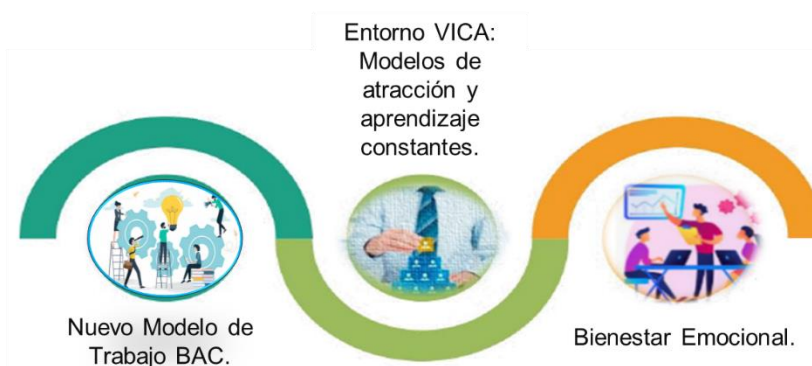 Nuevo Modelo de
Trabajo BAC.
Entorno VICA:
Modelos de
atracción y
aprendizaje
constantes.
Bienestar Emocional.